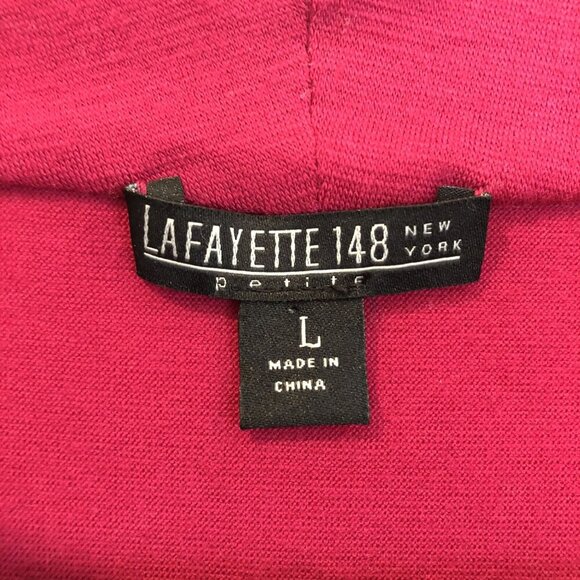 LAFAYETTE 148 NEW YORK
petite
L
MADE IN
CHINA